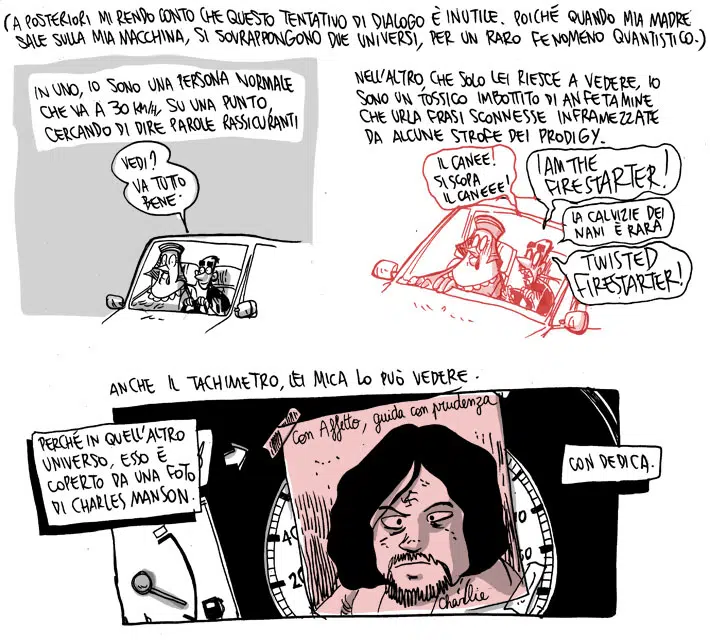 (A POSTERIORI MI RENDO CONTO CHE QUESTO TENTATIVO DI DIALOGO È INUTILE. POICHÉ QUANDO MIA MADRE
SALE SULLA MIA MACCHINA, SI SOVRAPPONGONO DUE UNIVERSI, PER UN RARO FENOMENO QUANTISTICO.)
IN UNO, IO SONO UNA PERSONA NORMALE
CHE VA A 30 KM/H, SU UNA PUNTO,
CERCANDO DI DIRE PAROLE RASSICURANTI
VEDI?
VA TUTTO
BENE.
NELL'ALTRO CHE SOLO LEI RIESCE A VEDERE, IO
SONO UN TOSSICO IMBOTTITO DI ANFETAMINE
CHE URLA FRASI SCONNESSE INFRAMEZZATE
DA ALCUNE STROFE DEI PRODIGY.
IL CANEE!
SI SCOPA
IL CANEEE!
I AM THE
FIRESTARTER!
LA CALVIZIE DEI
NANI È RARA
TWISTED
FIRESTARTER!
ANCHE IL TACHIMETRO, LEI MICA LO PUÒ VEDERE.
PERCHÉ IN QUELL'ALTRO
UNIVERSO, ESSO È
COPERTO DA UNA FOTO
DI CHARLES MANSON.
Con Affetto, guida con prudenza
CON DEDICA.
40
20
Charlie